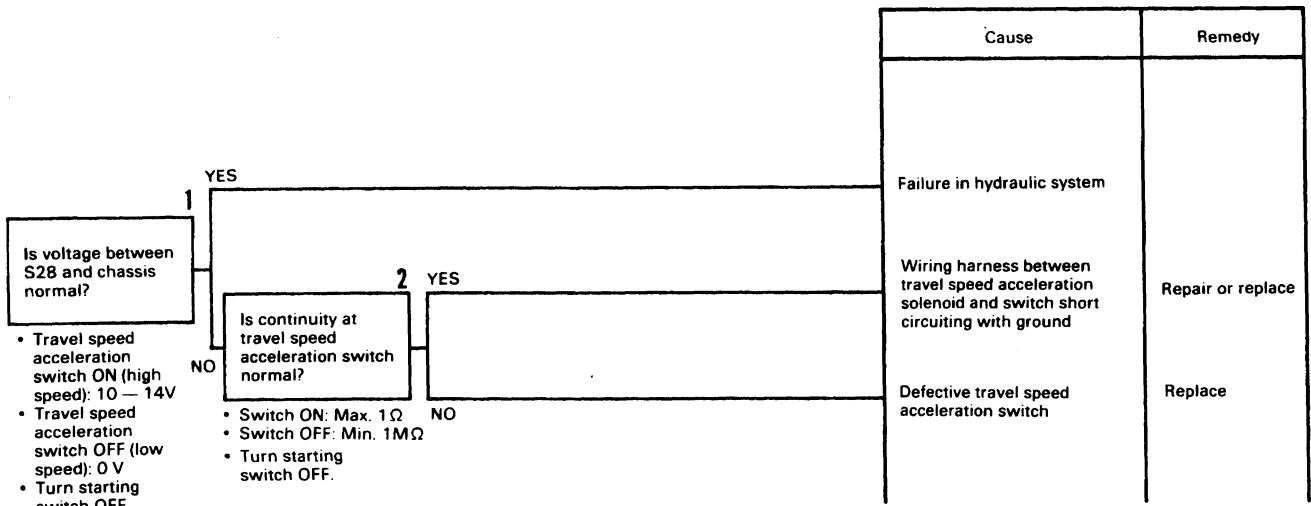 Cause
Remedy
1
YES
Failure in hydraulic system
Is voltage between
S28 and chassis
normal?
• Travel speed
acceleration
switch ON (high
speed): 10 — 14V
• Travel speed
acceleration
switch OFF (low
speed): 0 V
• Turn starting
switch OFF
NO
2
YES
Wiring harness between
travel speed acceleration
solenoid and switch short
circuiting with ground
Repair or replace
Is continuity at
travel speed
acceleration switch
normal?
• Switch ON: Max. 1Ω
• Switch OFF: Min. 1MΩ
• Turn starting
switch OFF.
NO
Defective travel speed
acceleration switch
Replace